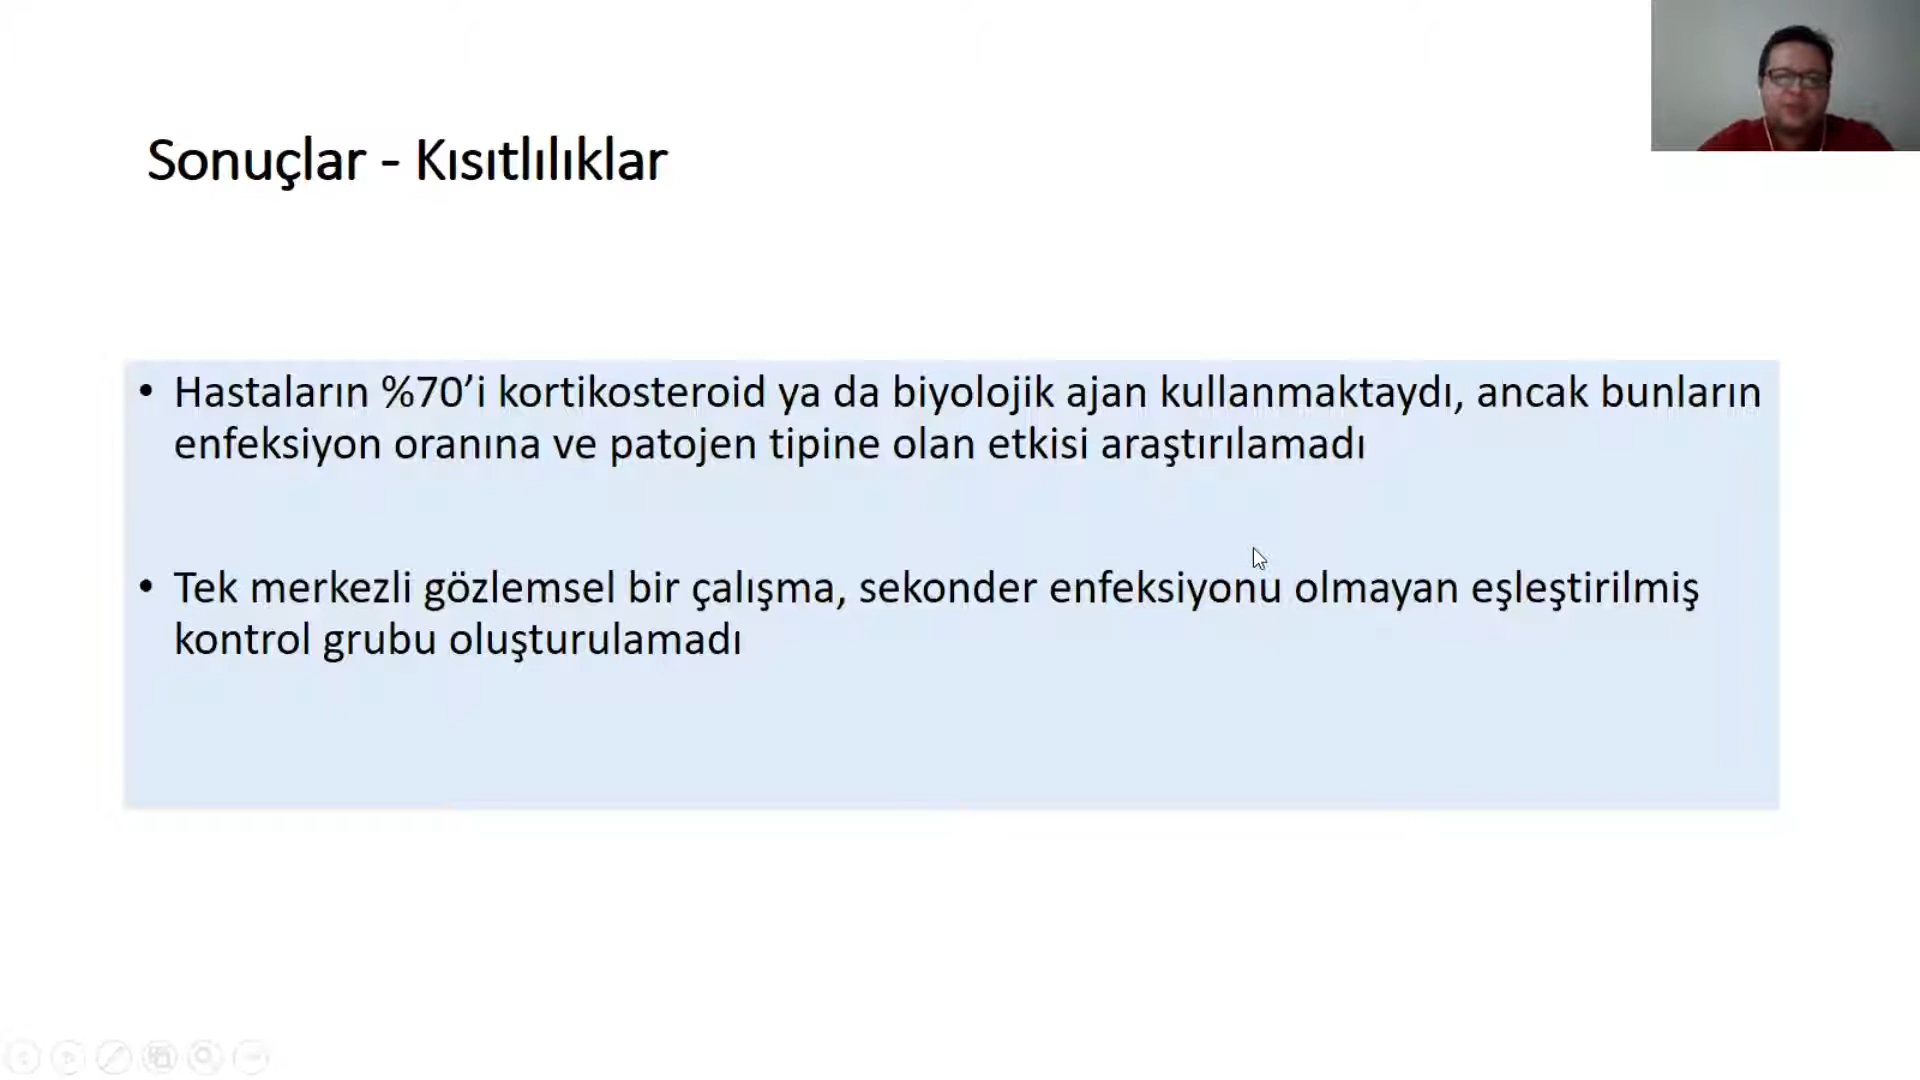 Sonuçlar - Kısıtlılıklar
• Hastaların %70’i kortikosteroid ya da biyolojik ajan kullanmaktaydı, ancak bunların
enfeksiyon oranına ve patojen tipine olan etkisi araştırılamadı
• Tek merkezli gözlemsel bir çalışma, sekonder enfeksiyonu olmayan eşleştirilmiş
kontrol grubu oluşturulamadı